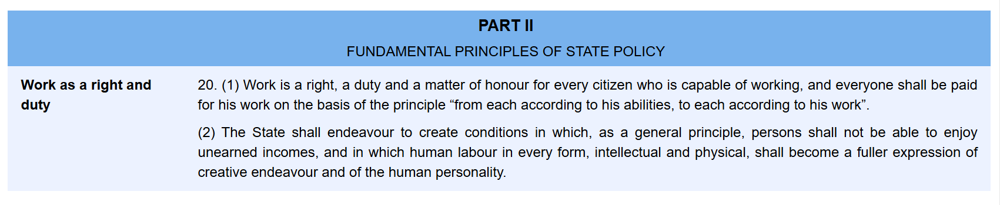 PART II
FUNDAMENTAL PRINCIPLES OF STATE POLICY
Work as a right and
duty
20. (1) Work is a right, a duty and a matter of honour for every citizen who is capable of working, and everyone shall be paid
for his work on the basis of the principle “from each according to his abilities, to each according to his work”.
(2) The State shall endeavour to create conditions in which, as a general principle, persons shall not be able to enjoy
unearned incomes, and in which human labour in every form, intellectual and physical, shall become a fuller expression of
creative endeavour and of the human personality.